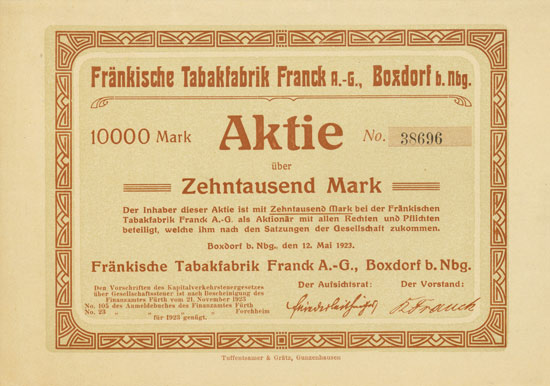 Fränkische Tabakfabrik Franck A.-G., Boxdorf b. Nbg.
10000 Mark Aktie No. 38696
über
Zehntausend Mark
Der Inhaber dieser Aktie ist mit Zehntausend Mark bei der Fränkischen
Tabakfabrik Franck A.-G. als Aktionär mit allen Rechten und Pflichten
beteiligt, welche ihm nach den Satzungen der Gesellschaft zukommen.
Boxdorf b. Nbg., den 12. Mai 1923.
Fränkische Tabakfabrik Franck A.-G., Boxdorf b. Nbg.
Den Vorschriften des Kapitalverkehrsteuergesetzes
über Gesellschaftssteuer ist nach Bescheinigung des
Finanzamtes Fürth vom 21. November 1923
No. 105 des Anmeldebuches des Finanzamtes Fürth
No. 23 " " " " Forchheim
für 1923 genügt.
Der Aufsichtsrat: Der Vorstand:
Franck
Tuffentsamer & Grätz, Gunzenhausen